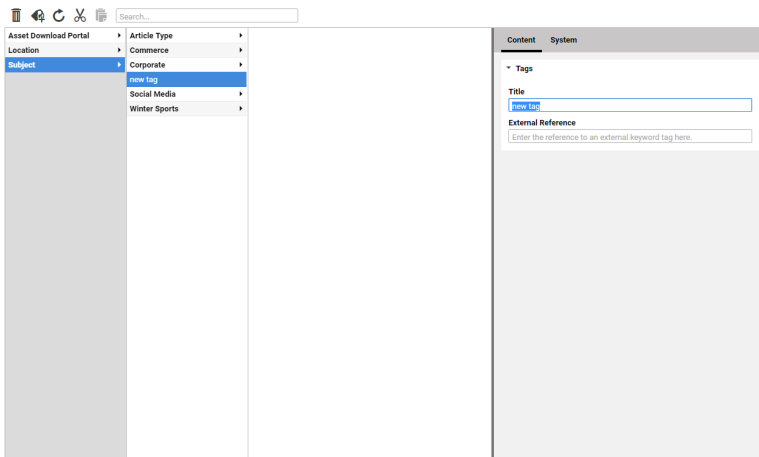 Search...
Asset Download Portal
Location
Subject
Article Type
Commerce
Corporate
new tag
Social Media
Winter Sports
Content System
Tags
Title
new tag
External Reference
Enter the reference to an external keyword tag here.